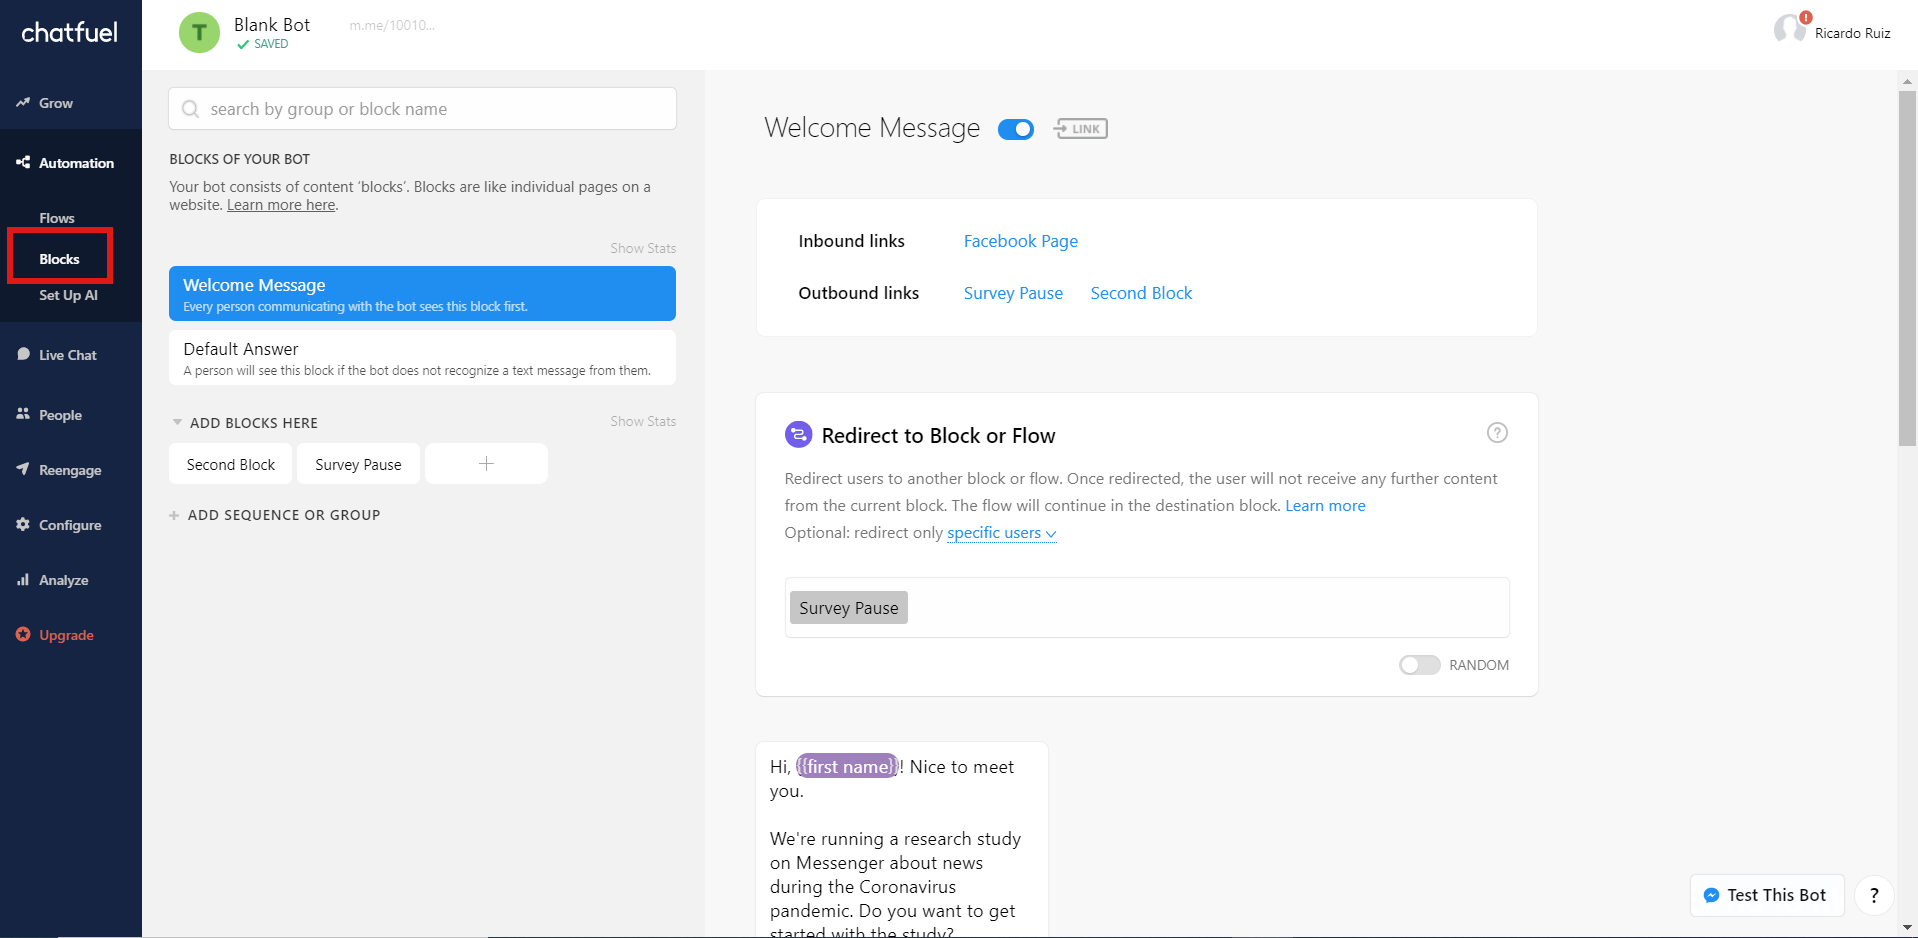 chatfuel
Grow
Automation
Flows
Blocks
Set Up AI
Live Chat
People
Reengage
Configure
Analyze
Upgrade
T
Blank Bot
SAVED
m.me/10010...
!
Ricardo Ruiz
search by group or block name
BLOCKS OF YOUR BOT
Your bot consists of content 'blocks'. Blocks are like individual pages on a
website. Learn more here.
Show Stats
Welcome Message
Every person communicating with the bot sees this block first.
Default Answer
A person will see this block if the bot does not recognize a text message from them.
ADD BLOCKS HERE
Show Stats
Second Block
Survey Pause
+
+ ADD SEQUENCE OR GROUP
Welcome Message
LINK
Inbound links Facebook Page
Outbound links Survey Pause Second Block
Redirect to Block or Flow
?
Redirect users to another block or flow. Once redirected, the user will not receive any further content
from the current block. The flow will continue in the destination block. Learn more
Optional: redirect only specific users
Survey Pause
RANDOM
Hi, {{first name}}! Nice to meet
you.
We're running a research study
on Messenger about news
during the Coronavirus
pandemic. Do you want to get
started with the study?
Test This Bot
?